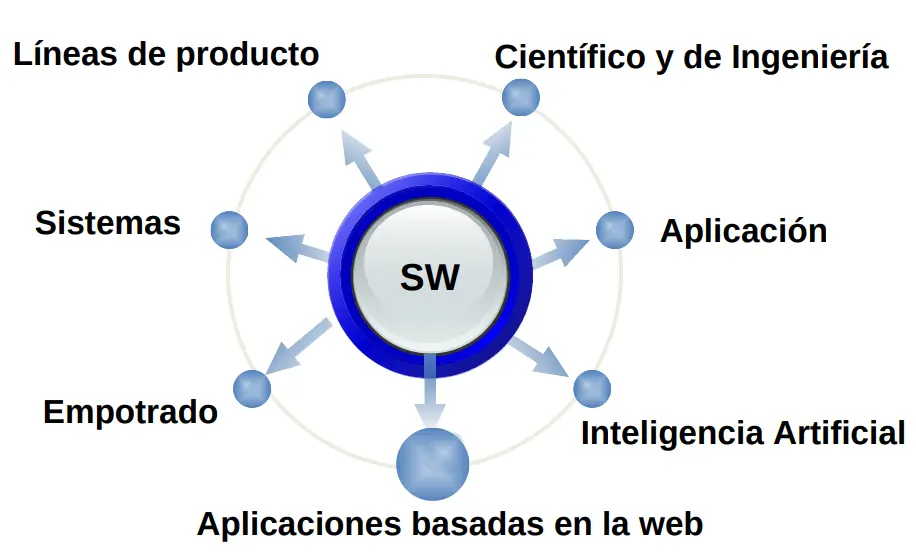 Líneas de producto
Científico y de Ingeniería
Sistemas
Aplicación
SW
Empotrado
Inteligencia Artificial
Aplicaciones basadas en la web